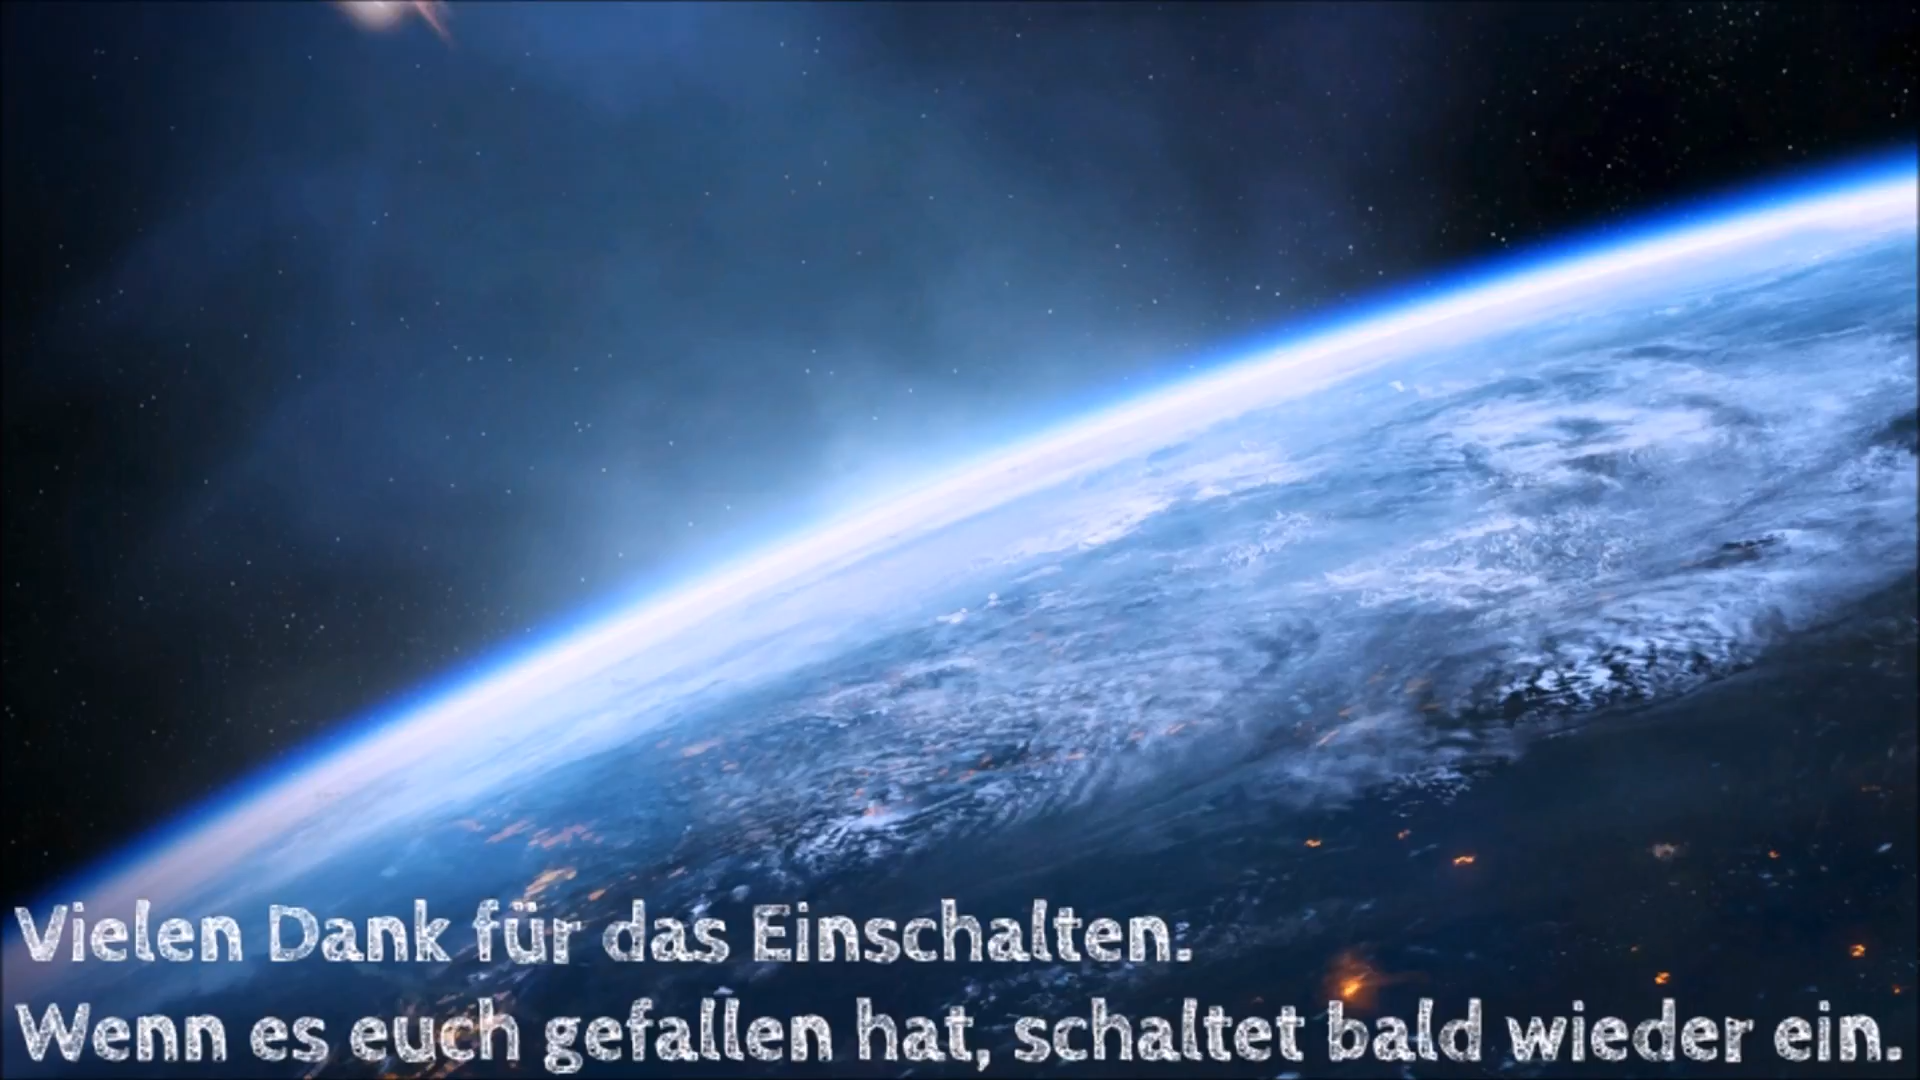 Vielen Dank für das Einschalten.
Wenn es euch gefallen hat, schaltet bald wieder ein.